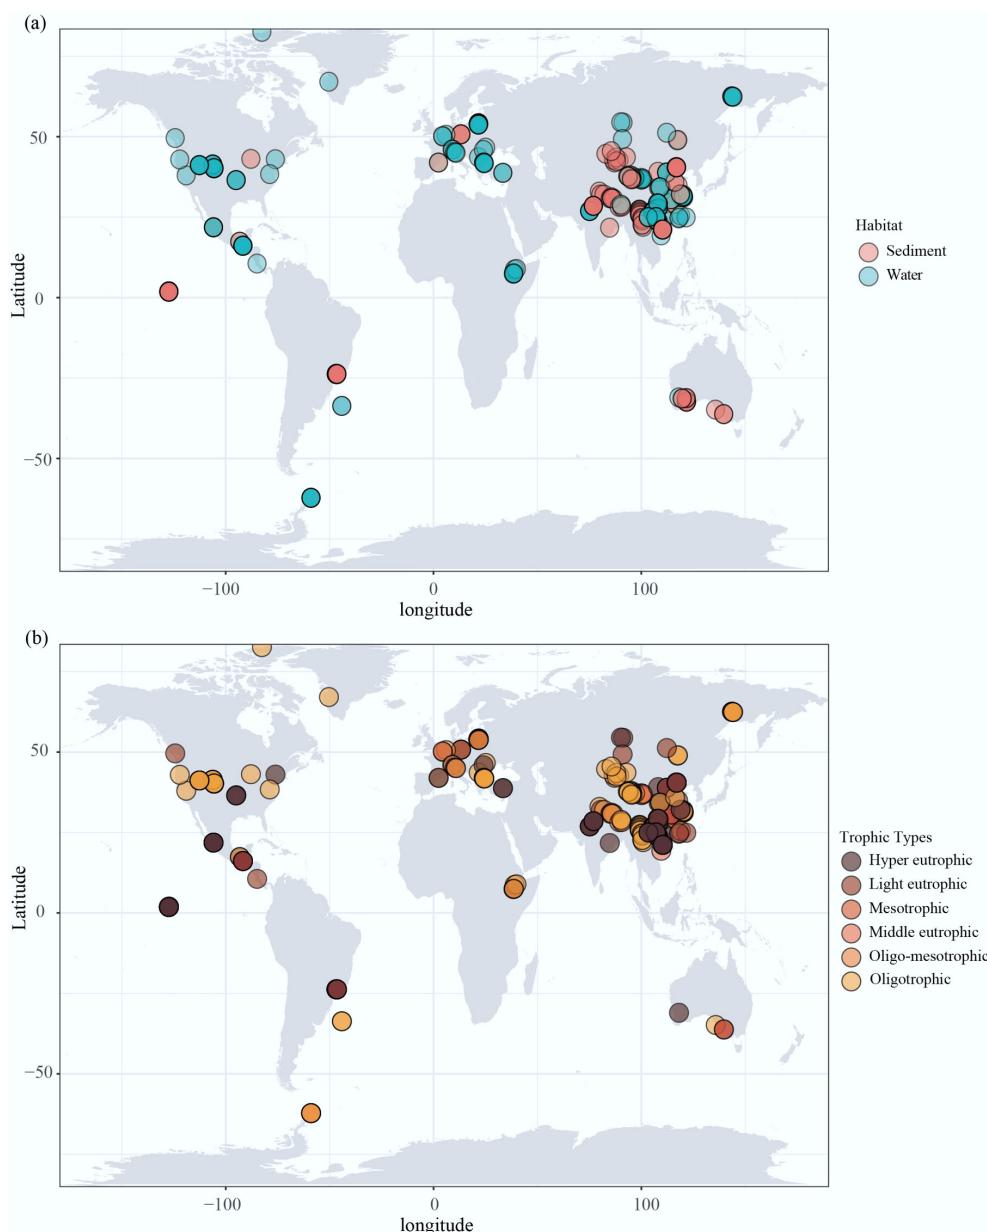 (a)
50
0
−50
Latitude
−100
0
100
longitude
Habitat
Sediment
Water
(b)
50
0
−50
Latitude
−100
0
100
longitude
Trophic Types
Hyper eutrophic
Light eutrophic
Mesotrophic
Middle eutrophic
Oligo-mesotrophic
Oligotrophic